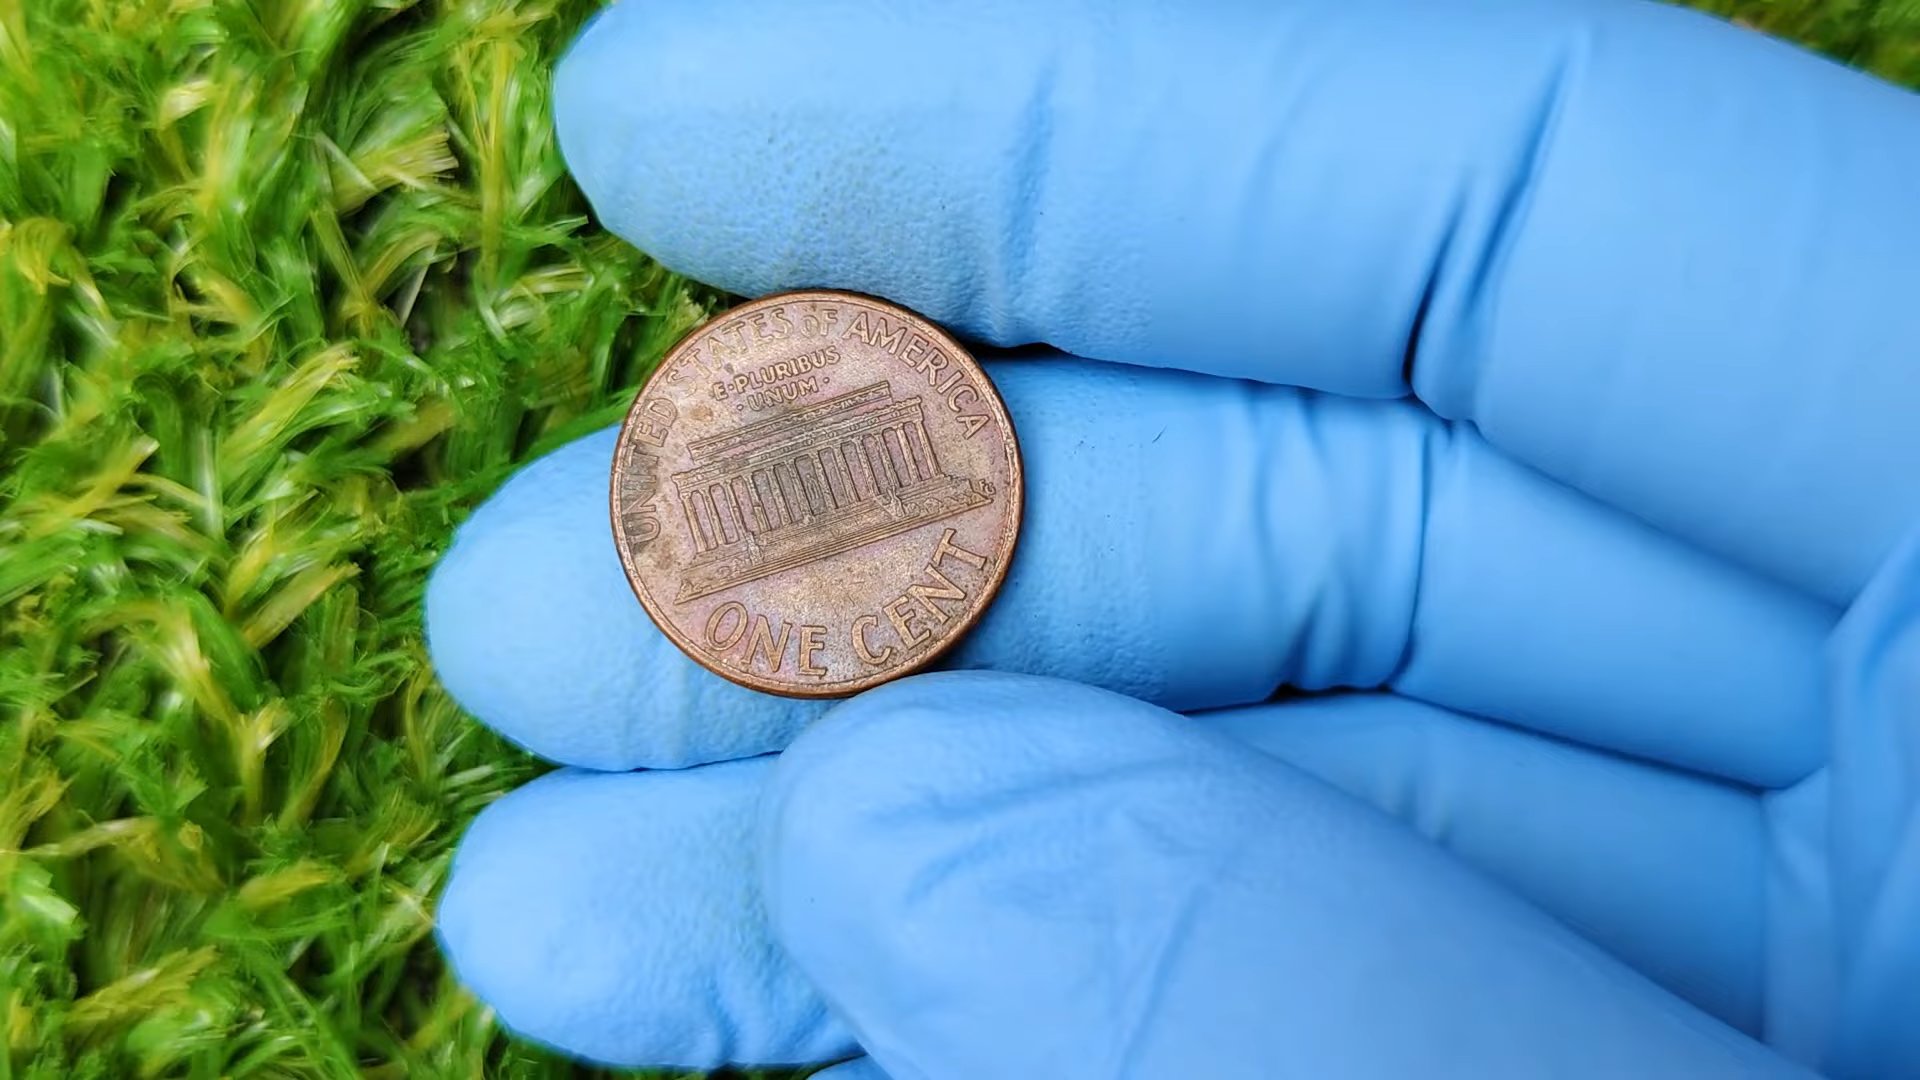 UNITED STATES OF AMERICA
E·PLURIBUS
·UNUM·
ONE CENT